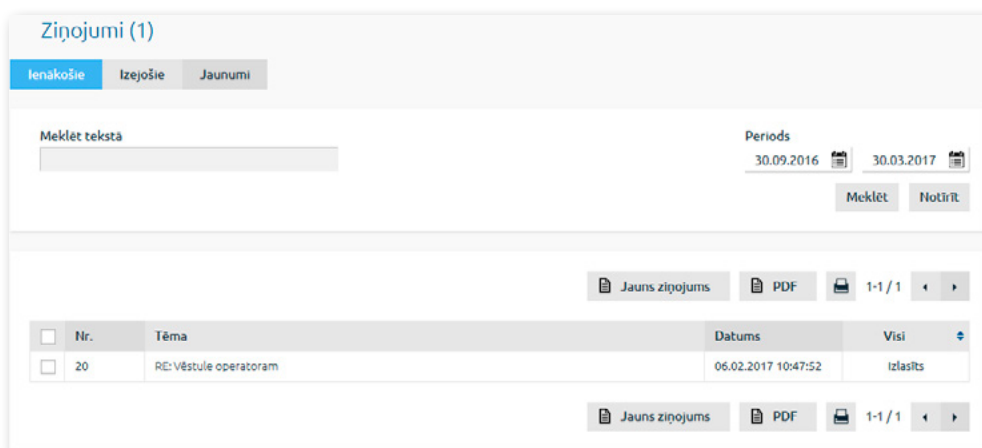 Ziņojumi (1)
Ienākošie Izejošie Jaunumi
Meklēt tekstā Periods
30.09.2016 30.03.2017
Meklēt Notīrīt
Jauns ziņojums PDF 1-1 / 1
Nr. Tēma Datums Visi
20 RE: Vēstule operatoram 06.02.2017 10:47:52 Izlasīts
Jauns ziņojums PDF 1-1 / 1